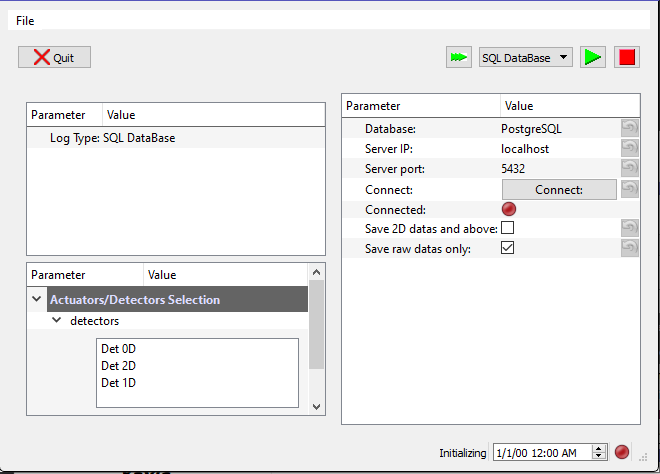 File
Quit
SQL DataBase
Parameter Value
Log Type: SQL DataBase
Parameter Value
Actuators/Detectors Selection
detectors
Det 0D
Det 2D
Det 1D
Parameter Value
Database: PostgreSQL
Server IP: localhost
Server port: 5432
Connect: Connect:
Connected:
Save 2D datas and above:
Save raw datas only:
Initializing 1/1/00 12:00 AM